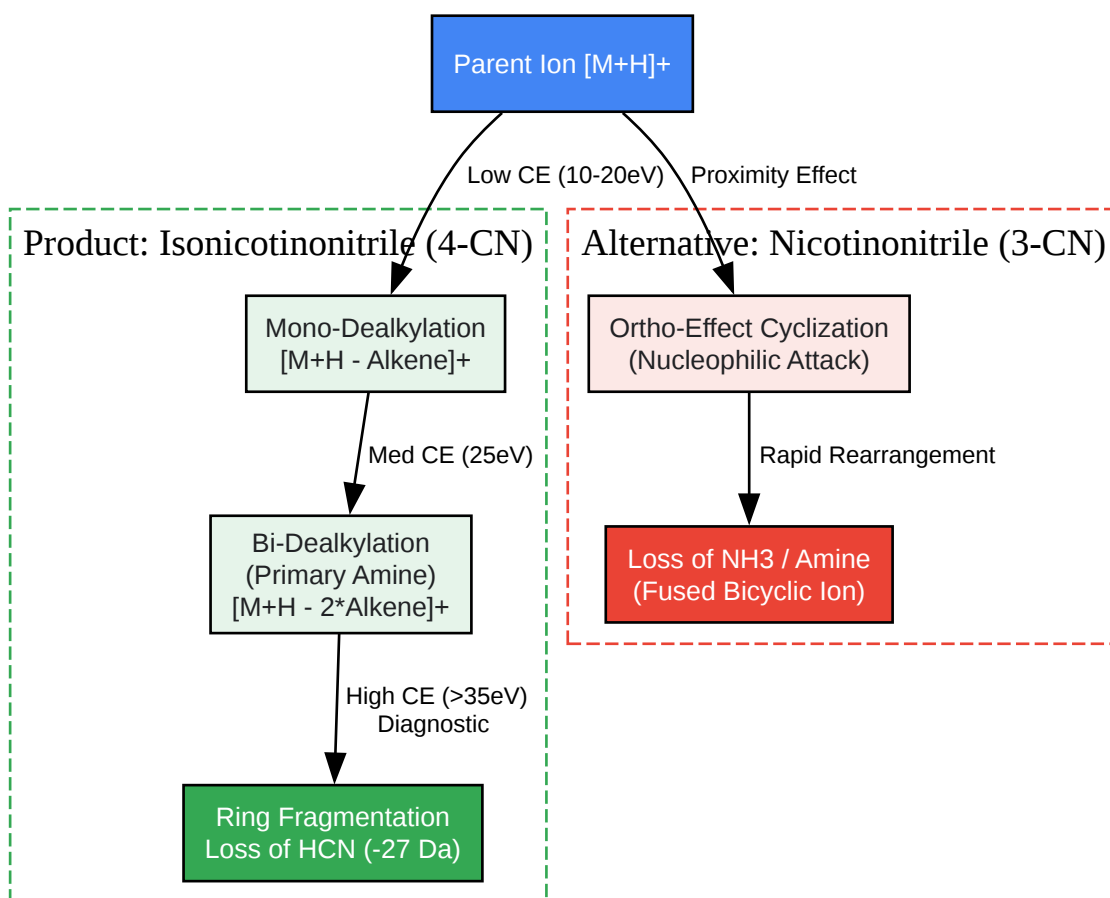 Parent Ion [M+H]+
Low CE (10-20eV)
Proximity Effect
Product: Isonicotinonitrile (4-CN)
Alternative: Nicotinonitrile (3-CN)
Mono-Dealkylation
[M+H - Alkene]+
Ortho-Effect Cyclization
(Nucleophilic Attack)
Med CE (25eV)
Rapid Rearrangement
Bi-Dealkylation
(Primary Amine)
[M+H - 2*Alkene]+
Loss of NH3 / Amine
(Fused Bicyclic Ion)
High CE (>35eV)
Diagnostic
Ring Fragmentation
Loss of HCN (-27 Da)